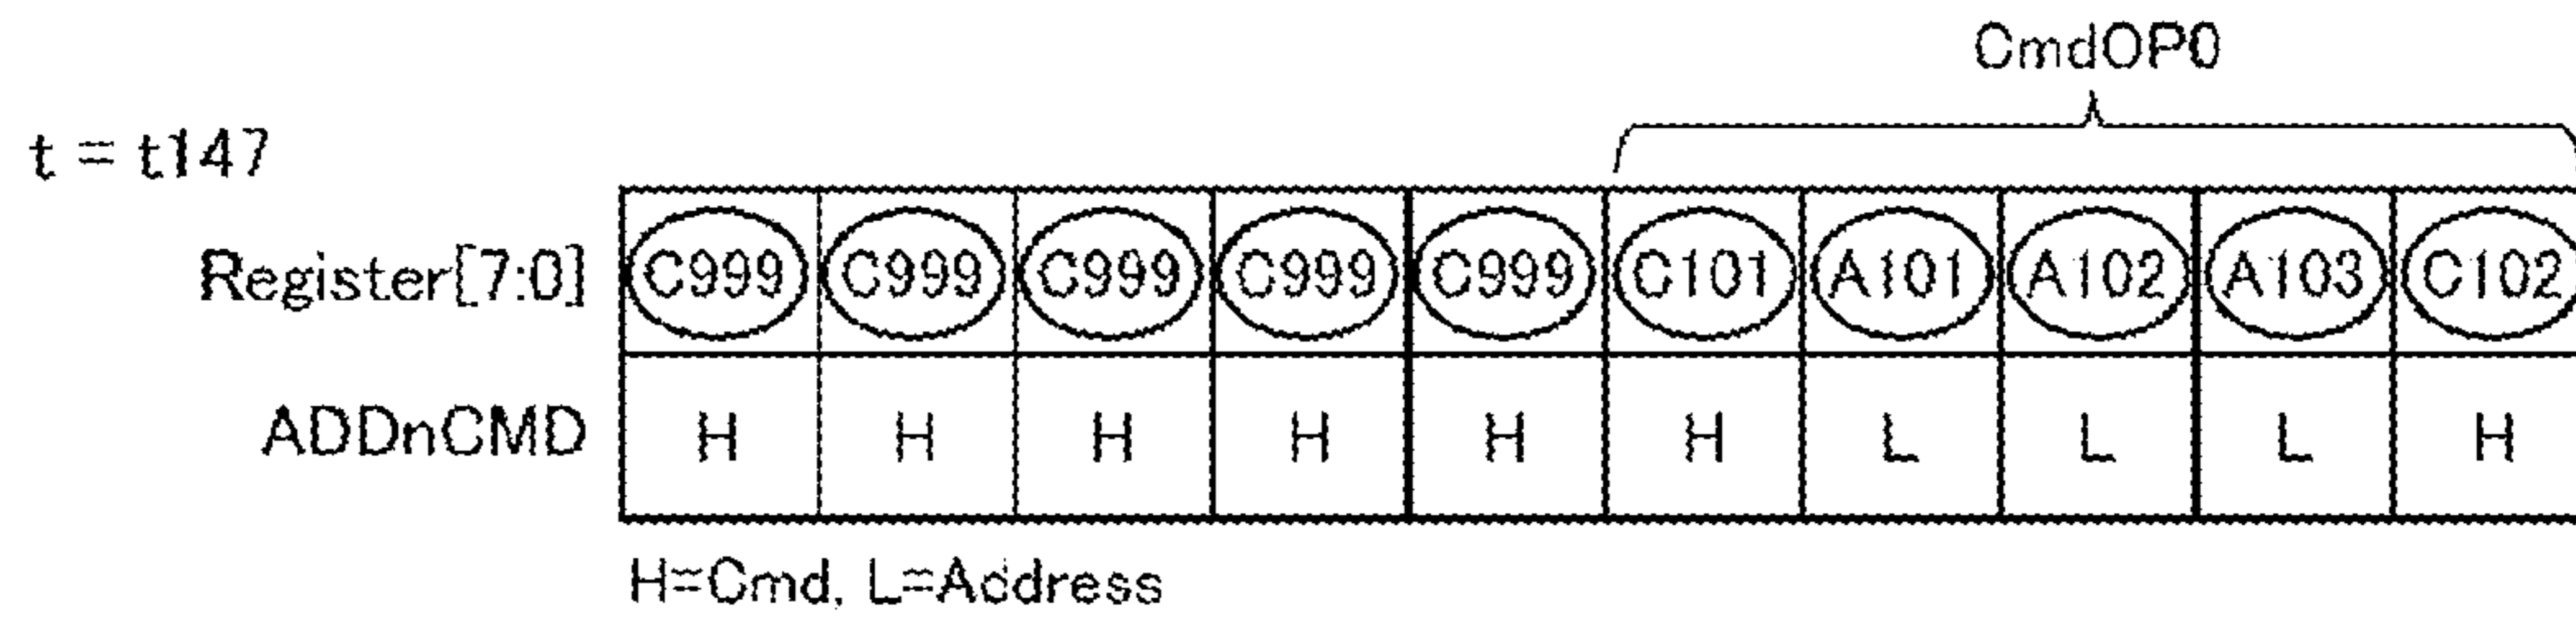 CmdOP0
t = t147
Register[7:0] C999 C999 C999 C999 C999 C101 A101 A102 A103 C102
ADDnCMD H H H H H H L L L H
H=Cmd, L=Address